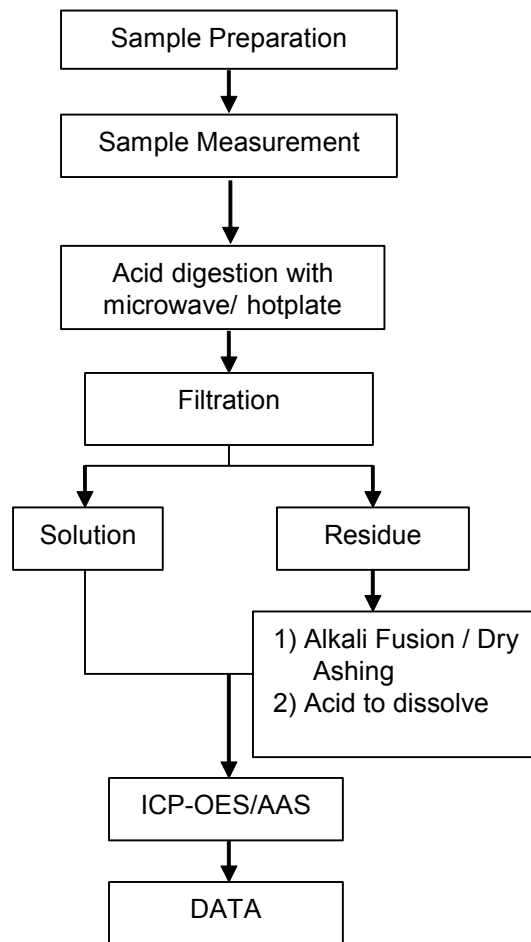 Sample Preparation
Sample Measurement
Acid digestion with
microwave/ hotplate
Filtration
Solution
Residue
1) Alkali Fusion / Dry
Ashing
2) Acid to dissolve
ICP-OES/AAS
DATA